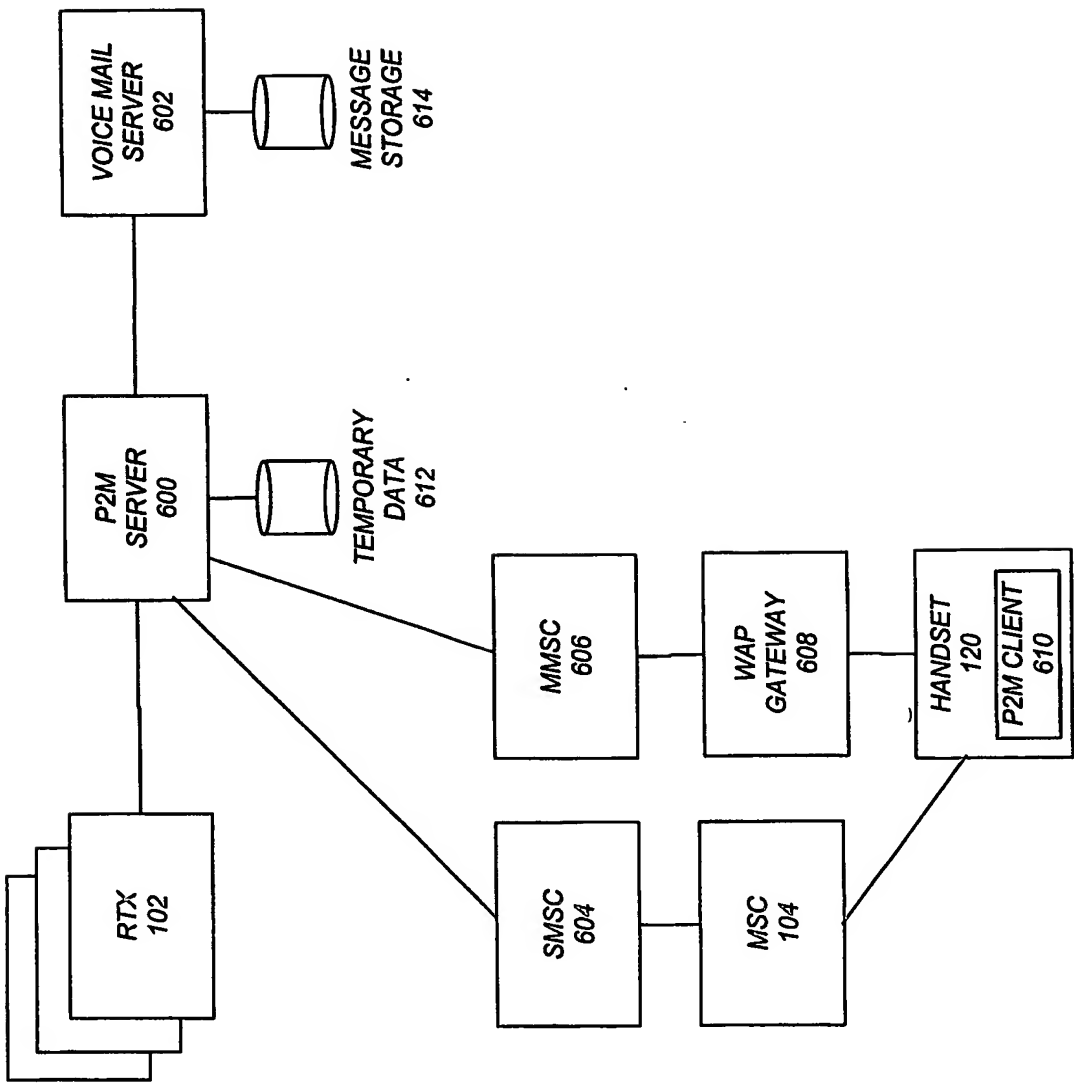 RTX
102
P2M
SERVER
600
VOICE MAIL
SERVER
602
TEMPORARY
DATA
612
MESSAGE
STORAGE
614
SMSC
604
MMSC
606
MSC
104
WAP
GATEWAY
608
HANDSET
120
P2M CLIENT
610